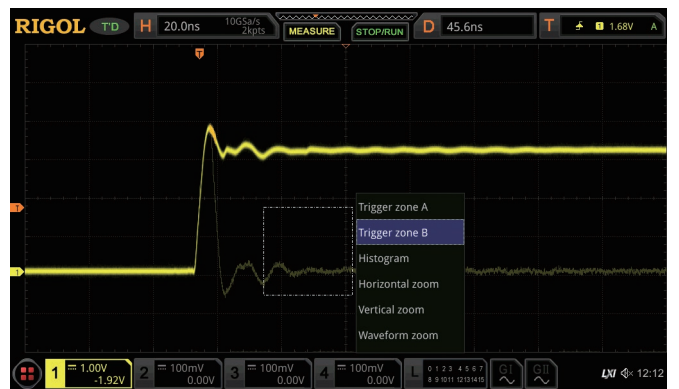 RIGOL T'D H 20.0ns 10GSa/s 2kpts MEASURE STOP/RUN D 45.6ns T 1 1.68V A
T
Trigger zone A
T
Trigger zone B
Histogram
1
Horizontal zoom
Vertical zoom
Waveform zoom
1 1.00V -1.92V 2 100mV 0.00V 3 100mV 0.00V 4 100mV 0.00V L 0 1 2 3 4 5 6 7 GI GII LXI 12:12
8 9 10 11 12 13 14 15